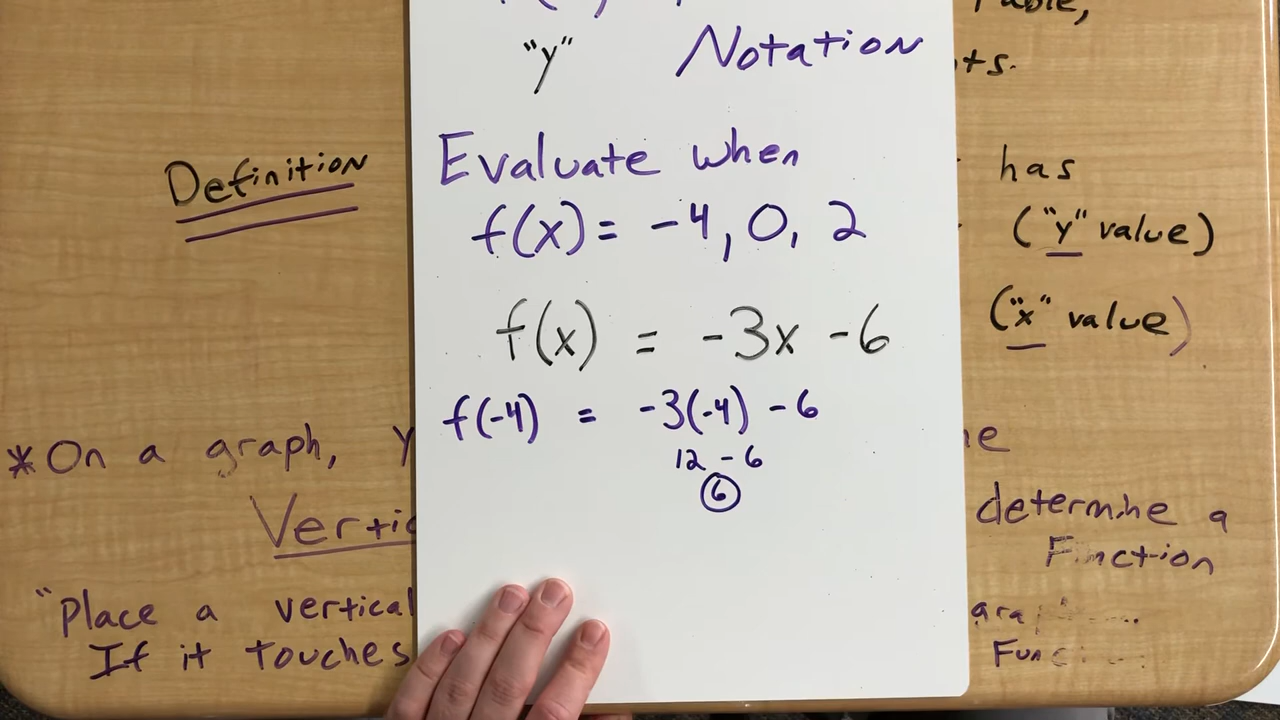 "y" Notation
Evaluate when
f(x) = -4, 0, 2
f(x) = -3x - 6
f(-4) = -3(-4) - 6
12 - 6
6
Definition
has
("y" value)
("x" value)
*On a graph,
determine a
Function
"Place a vertical
If it touches